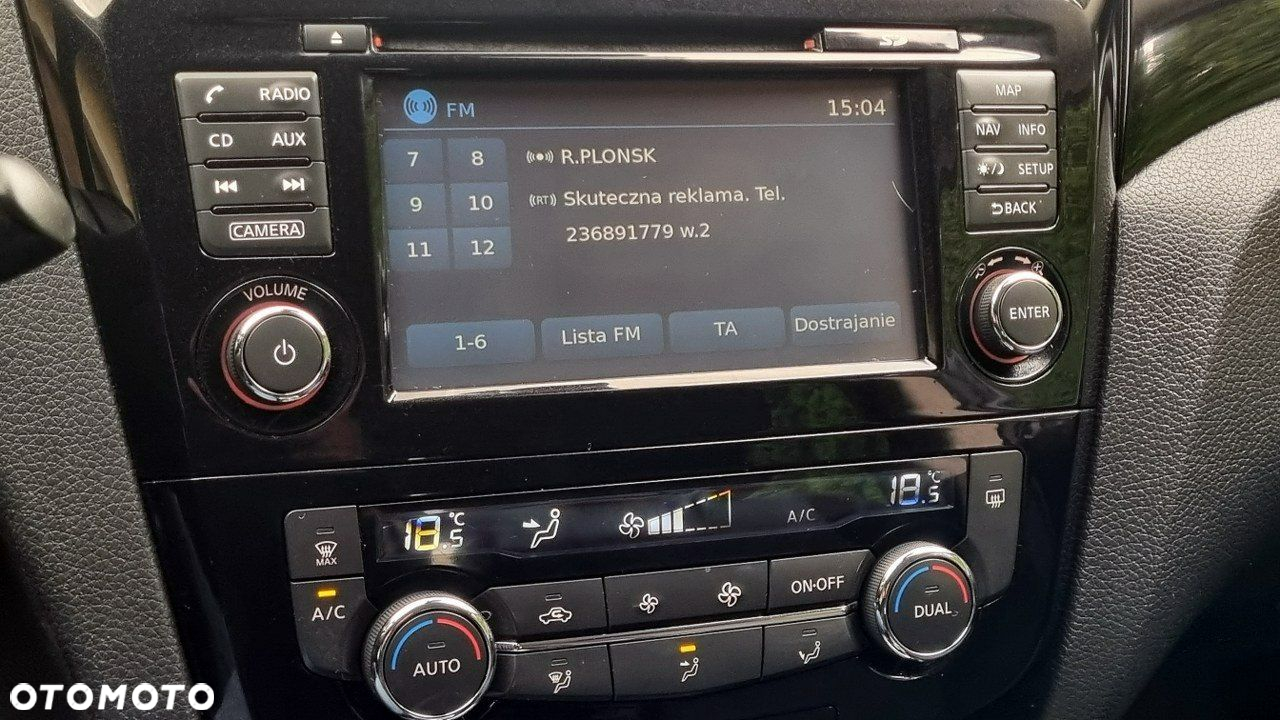 SD
RADIO
CD AUX
CAMERA
VOLUME
FM 15:04
7 8
9 10
11 12
R.PLONSK
(RT) Skuteczna reklama. Tel.
236891779 w.2
1-6 Lista FM TA Dostrajanie
MAP
NAV INFO
SETUP
BACK
ENTER
18.5 °C
A/C
18.5 °C
MAX
A/C
AUTO
ON·OFF
DUAL
OTOMOTO